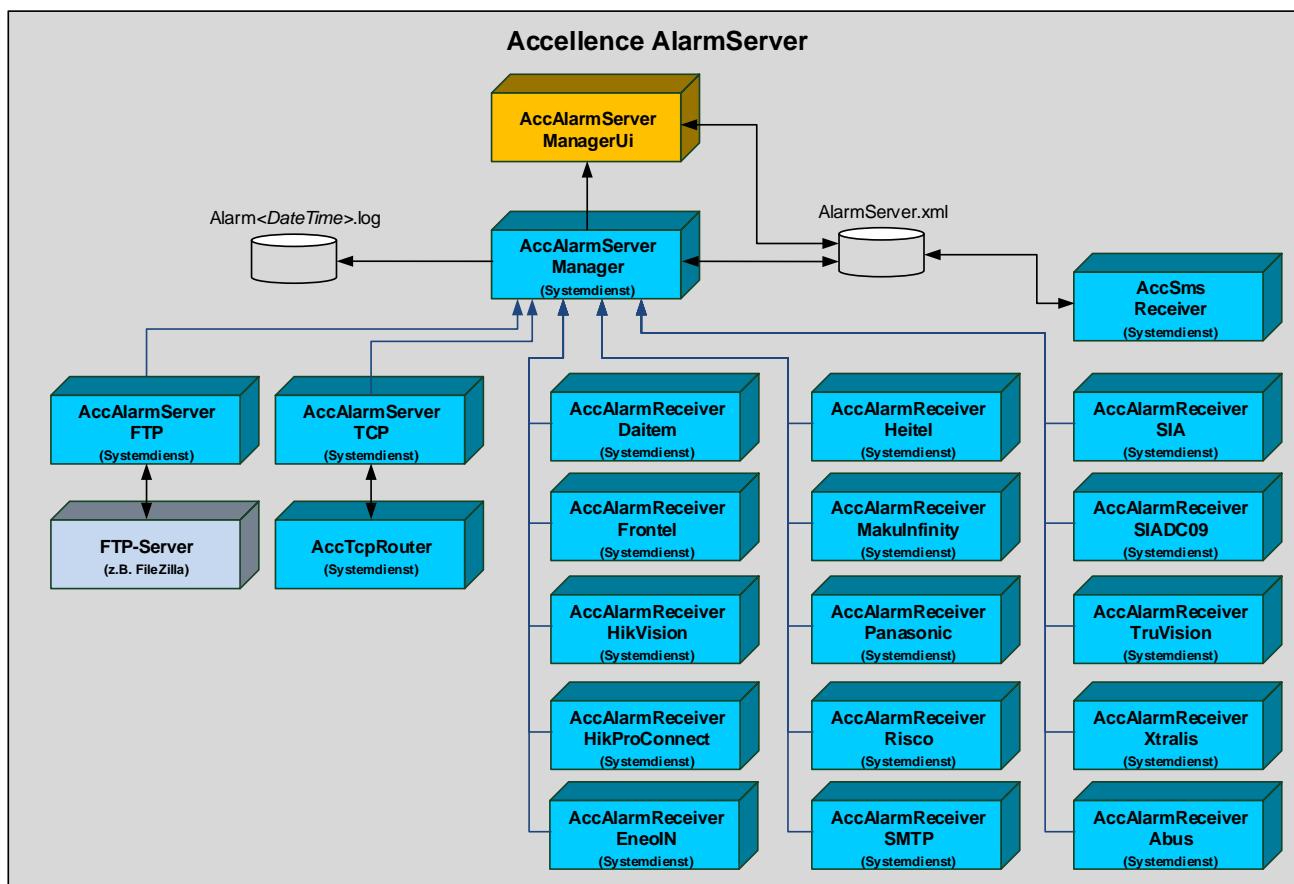 Accellence AlarmServer
AccAlarmServer
ManagerUi
Alarm<DateTime>.log
AlarmServer.xml
AccAlarmServer
Manager
(Systemdienst)
AccSms
Receiver
(Systemdienst)
AccAlarmServer
FTP
(Systemdienst)
AccAlarmServer
TCP
(Systemdienst)
AccAlarmReceiver
Daitem
(Systemdienst)
AccAlarmReceiver
Heitel
(Systemdienst)
AccAlarmReceiver
SIA
(Systemdienst)
FTP-Server
(z.B. FileZilla)
AccTcpRouter
(Systemdienst)
AccAlarmReceiver
Frontel
(Systemdienst)
AccAlarmReceiver
MakuInfinity
(Systemdienst)
AccAlarmReceiver
SIADC09
(Systemdienst)
AccAlarmReceiver
HikVision
(Systemdienst)
AccAlarmReceiver
Panasonic
(Systemdienst)
AccAlarmReceiver
TruVision
(Systemdienst)
AccAlarmReceiver
HikProConnect
(Systemdienst)
AccAlarmReceiver
Risco
(Systemdienst)
AccAlarmReceiver
Xtralis
(Systemdienst)
AccAlarmReceiver
EneoIN
(Systemdienst)
AccAlarmReceiver
SMTP
(Systemdienst)
AccAlarmReceiver
Abus
(Systemdienst)